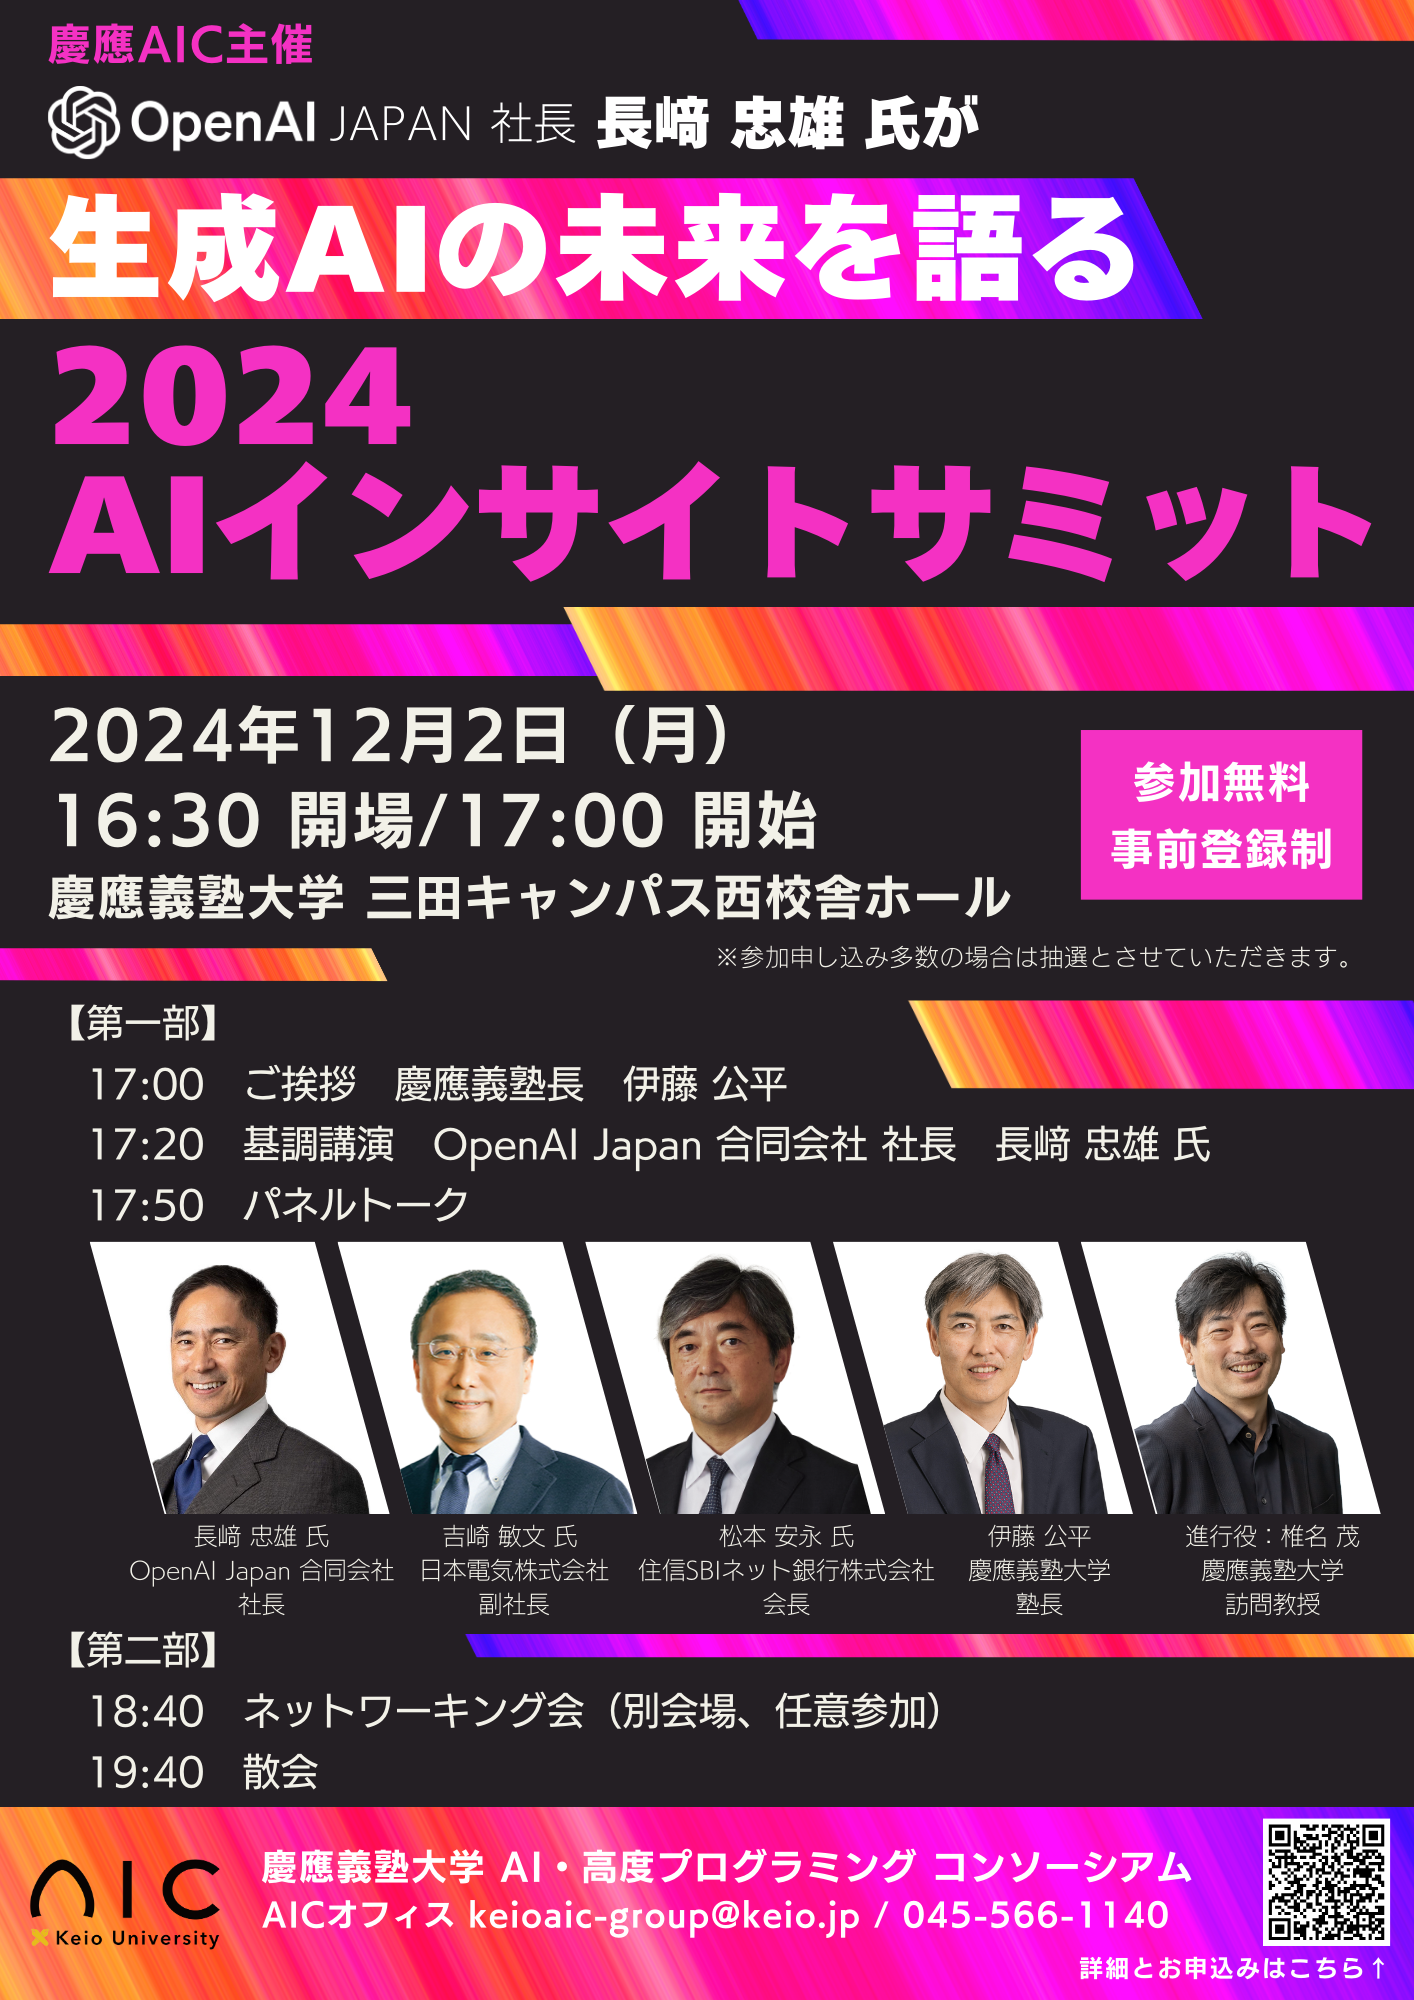 慶應AIC主催
OpenAI JAPAN 社長 長﨑 忠雄 氏が
生成AIの未来を語る
2024
AIインサイトサミット
2024年12月2日（月）
16:30 開場/17:00 開始
慶應義塾大学 三田キャンパス西校舎ホール
参加無料
事前登録制
※参加申し込み多数の場合は抽選とさせていただきます。
【第一部】
17:00　ご挨拶　慶應義塾長　伊藤 公平
17:20　基調講演　OpenAI Japan 合同会社 社長　長﨑 忠雄 氏
17:50　パネルトーク
長﨑 忠雄 氏
OpenAI Japan 合同会社
社長
吉崎 敏文 氏
日本電気株式会社
副社長
松本 安永 氏
住信SBIネット銀行株式会社
会長
伊藤 公平
慶應義塾大学
塾長
進行役：椎名 茂
慶應義塾大学
訪問教授
【第二部】
18:40　ネットワーキング会（別会場、任意参加）
19:40　散会
AIC
Keio University
慶應義塾大学 AI・高度プログラミング コンソーシアム
AICオフィス keioaic-group@keio.jp / 045-566-1140
詳細とお申込みはこちら↑